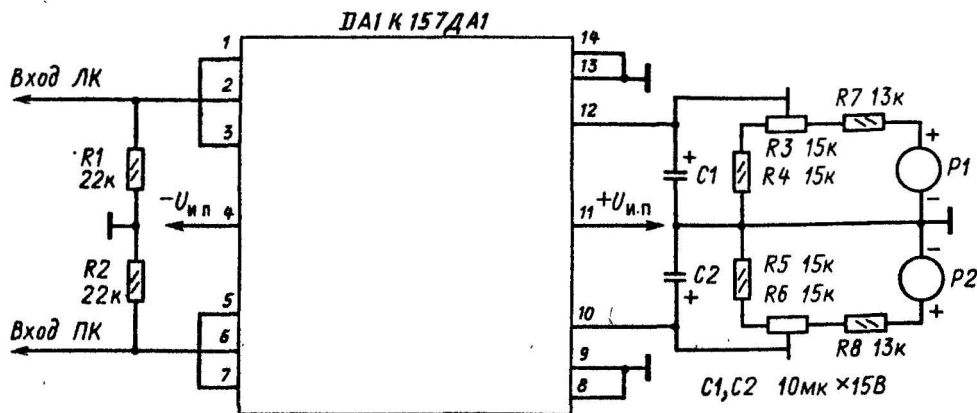 DA1 К157ДА1
1
2
3
4
5
6
7
14
13
12
11
10
9
8
Вход ЛК
R1
22к
−Uи.п
R2
22к
Вход ПК
+Uи.п
C1
+
C2
+
R3 15к
R4 15к
R5 15к
R6 15к
R7 13к
R8 13к
+
P1
−
−
P2
+
C1,C2 10мк ×15В